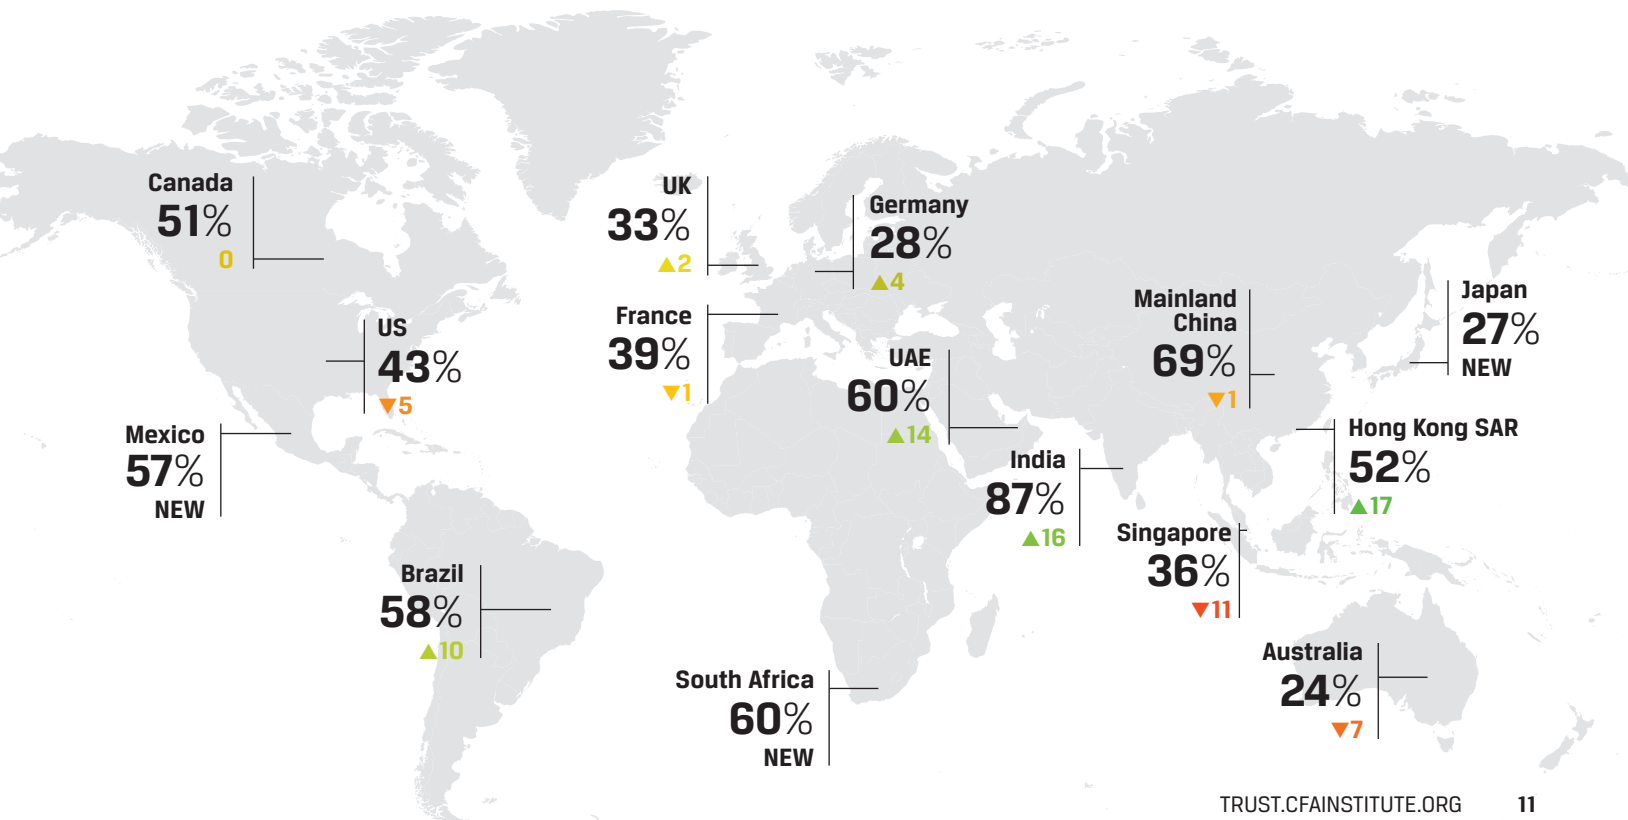 Canada
51%
0
US
43%
▼5
Mexico
57%
NEW
Brazil
58%
▲10
UK
33%
▲2
Germany
28%
▲4
France
39%
▼1
UAE
60%
▲14
South Africa
60%
NEW
India
87%
▲16
Mainland
China
69%
▼1
Japan
27%
NEW
Hong Kong SAR
52%
▲17
Singapore
36%
▼11
Australia
24%
▼7
TRUST.CFAINSTITUTE.ORG 11